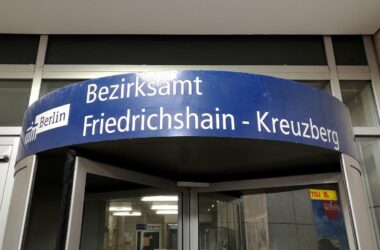 Bezirksamt
Friedrichshain - Kreuzberg
Berlin